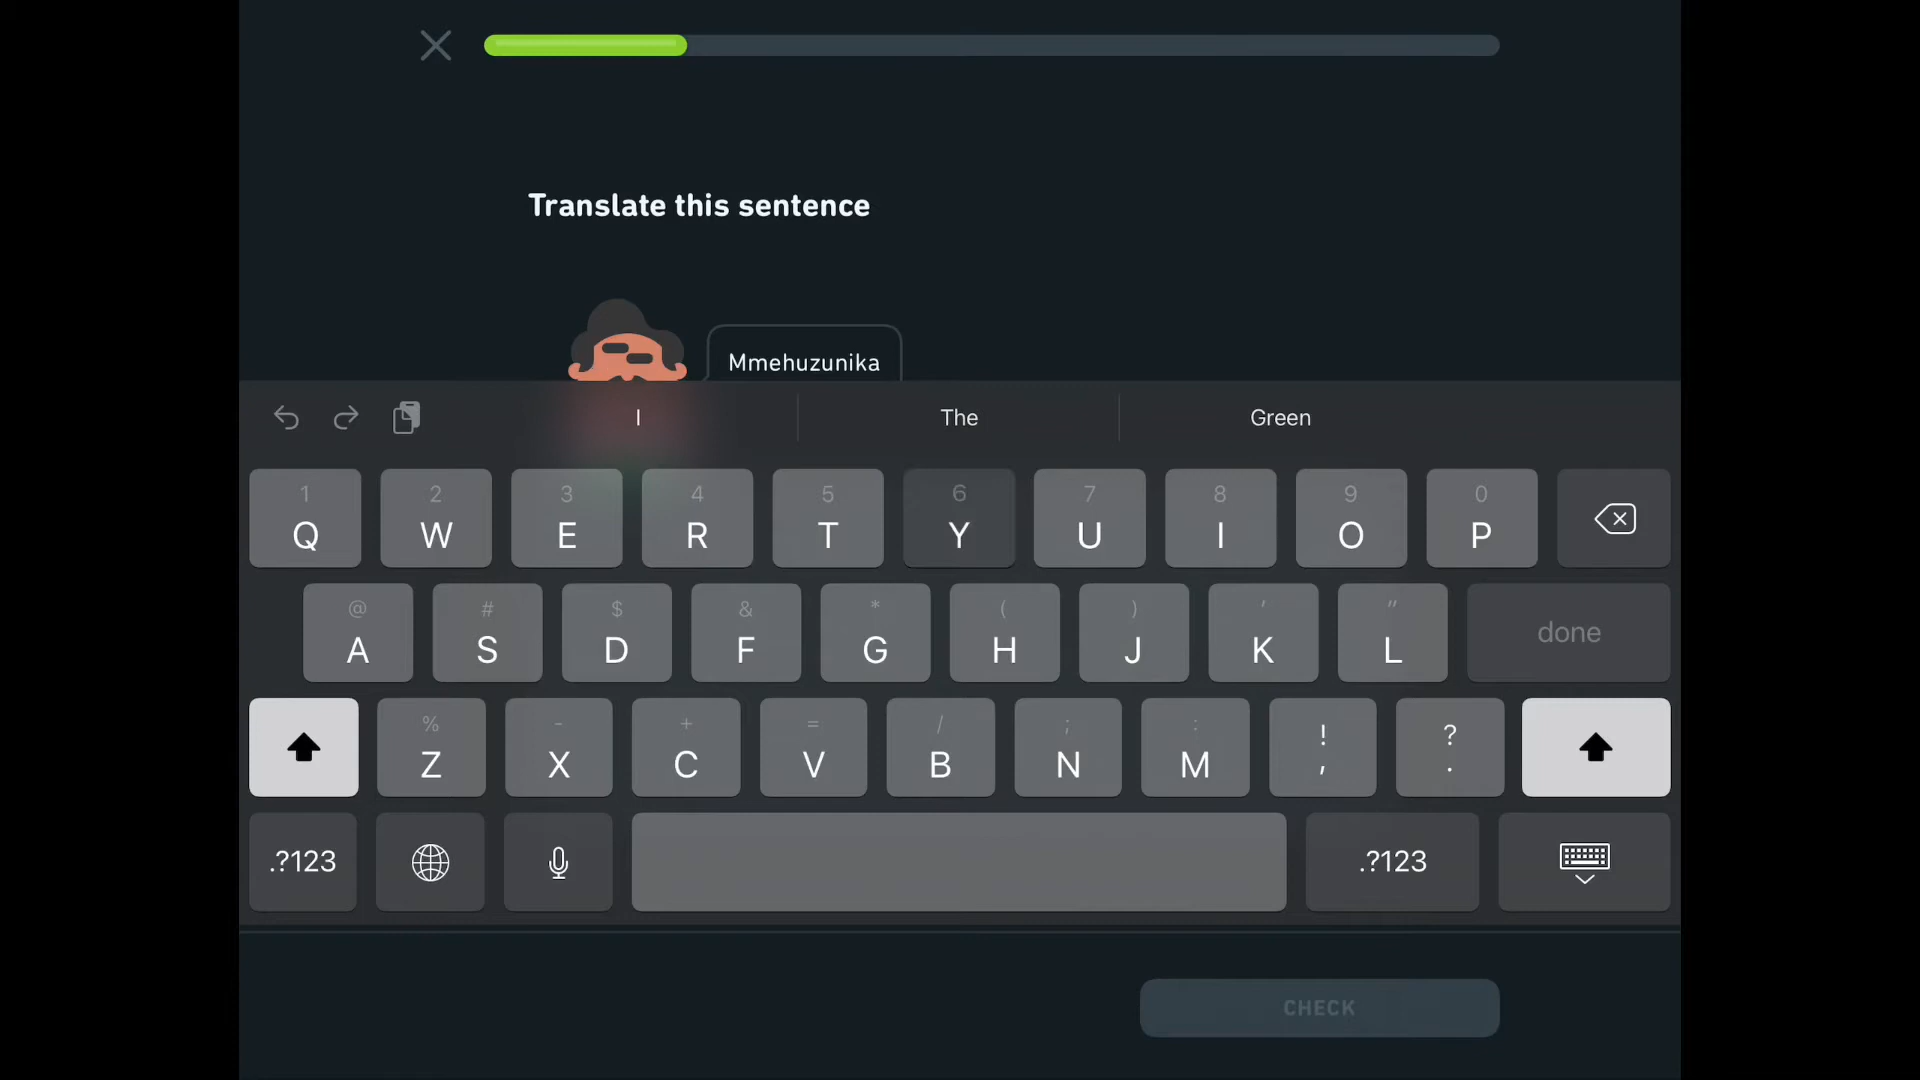 Translate this sentence
Mmehuzunika
I The Green
1 2 3 4 5 6 7 8 9 0
Q W E R T Y U I O P
@ # $ & * ( ) ' "
A S D F G H J K L done
% - + = / ; : ! ?
Z X C V B N M , .
.?123 .?123
CHECK